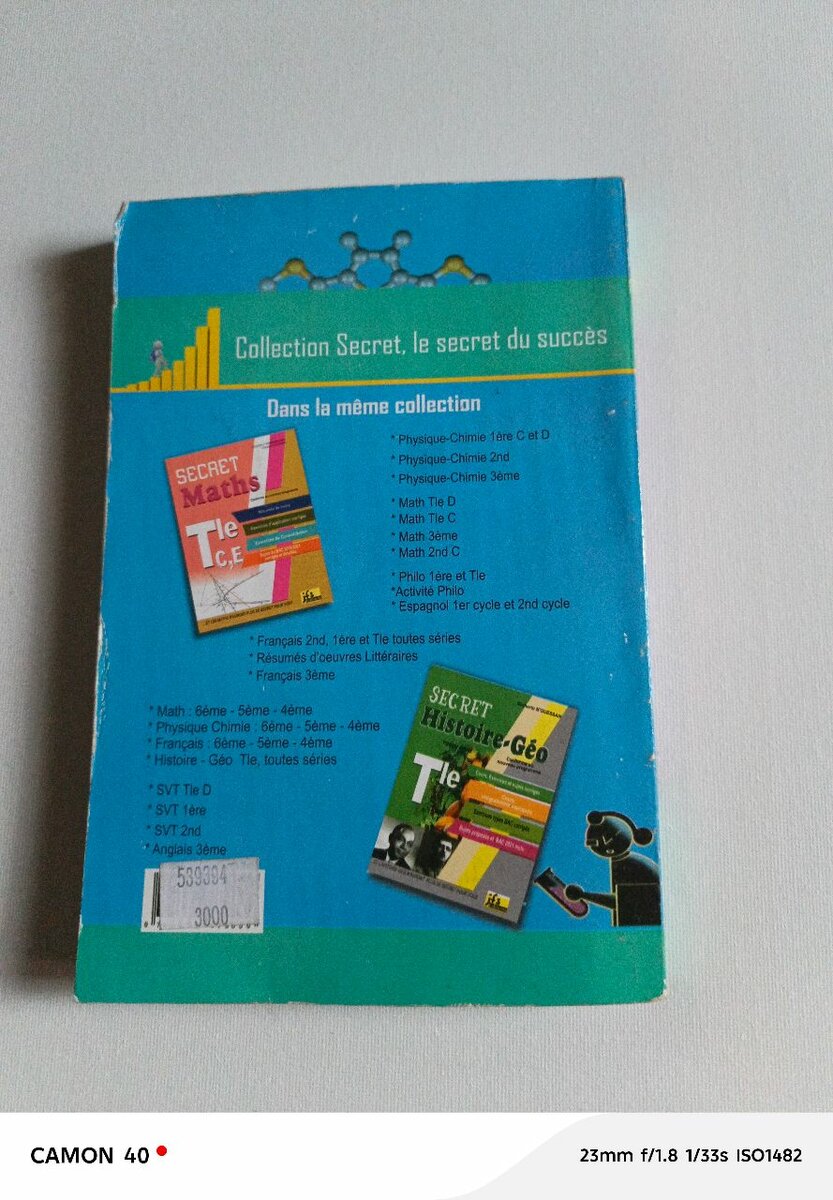 Collection Secret, le secret du succès
Dans la même collection
SECRET
Maths
Tle
C,E
* Physique-Chimie 1ère C et D
* Physique-Chimie 2nd
* Physique-Chimie 3ème
* Math Tle D
* Math Tle C
* Math 3ème
* Math 2nd C
* Philo 1ère et Tle
*Activité Philo
* Espagnol 1er cycle et 2nd cycle
* Français 2nd, 1ère et Tle toutes séries
* Résumés d'oeuvres Littéraires
* Français 3ème
* Math : 6ème - 5ème - 4ème
* Physique Chimie : 6ème - 5ème - 4ème
* Français : 6ème - 5ème - 4ème
* Histoire - Géo Tle, toutes séries
* SVT Tle D
* SVT 1ère
* SVT 2nd
* Anglais 3ème
SECRET
Histoire-Géo
Tle
539394
3000
CAMON 40
23mm f/1.8 1/33s ISO1482